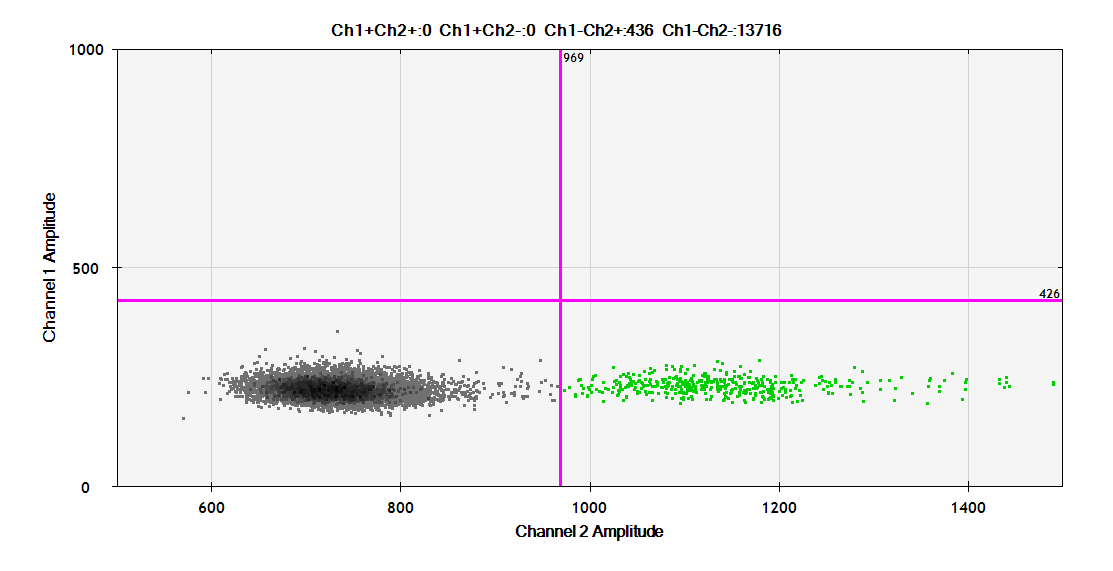 Ch1+Ch2+:0 Ch1+Ch2-:0 Ch1-Ch2+:436 Ch1-Ch2-:13716
1000
969
Channel 1 Amplitude
500
426
0
600 800 1000 1200 1400
Channel 2 Amplitude